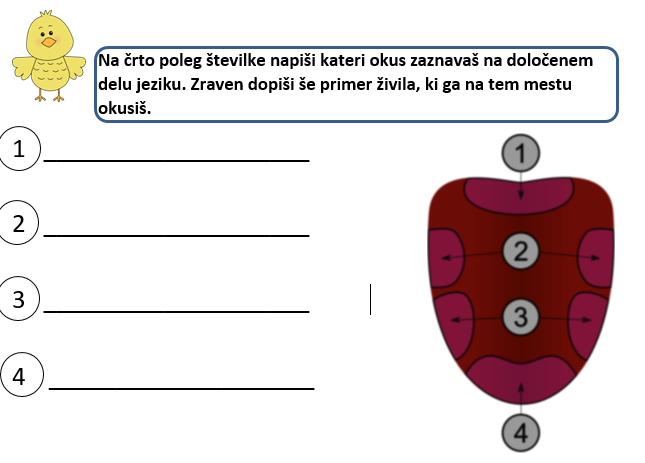 Na črto poleg številke napiši kateri okus zaznavaš na določenem
delu jeziku. Zraven dopiši še primer živila, ki ga na tem mestu
okusiš.
1
2
3
4
1
2
3
4